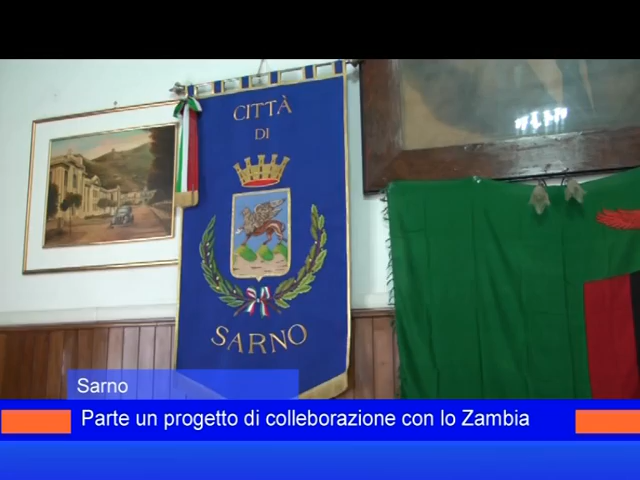 CITTÀ
DI
SARNO
Sarno
Parte un progetto di colleborazione con lo Zambia